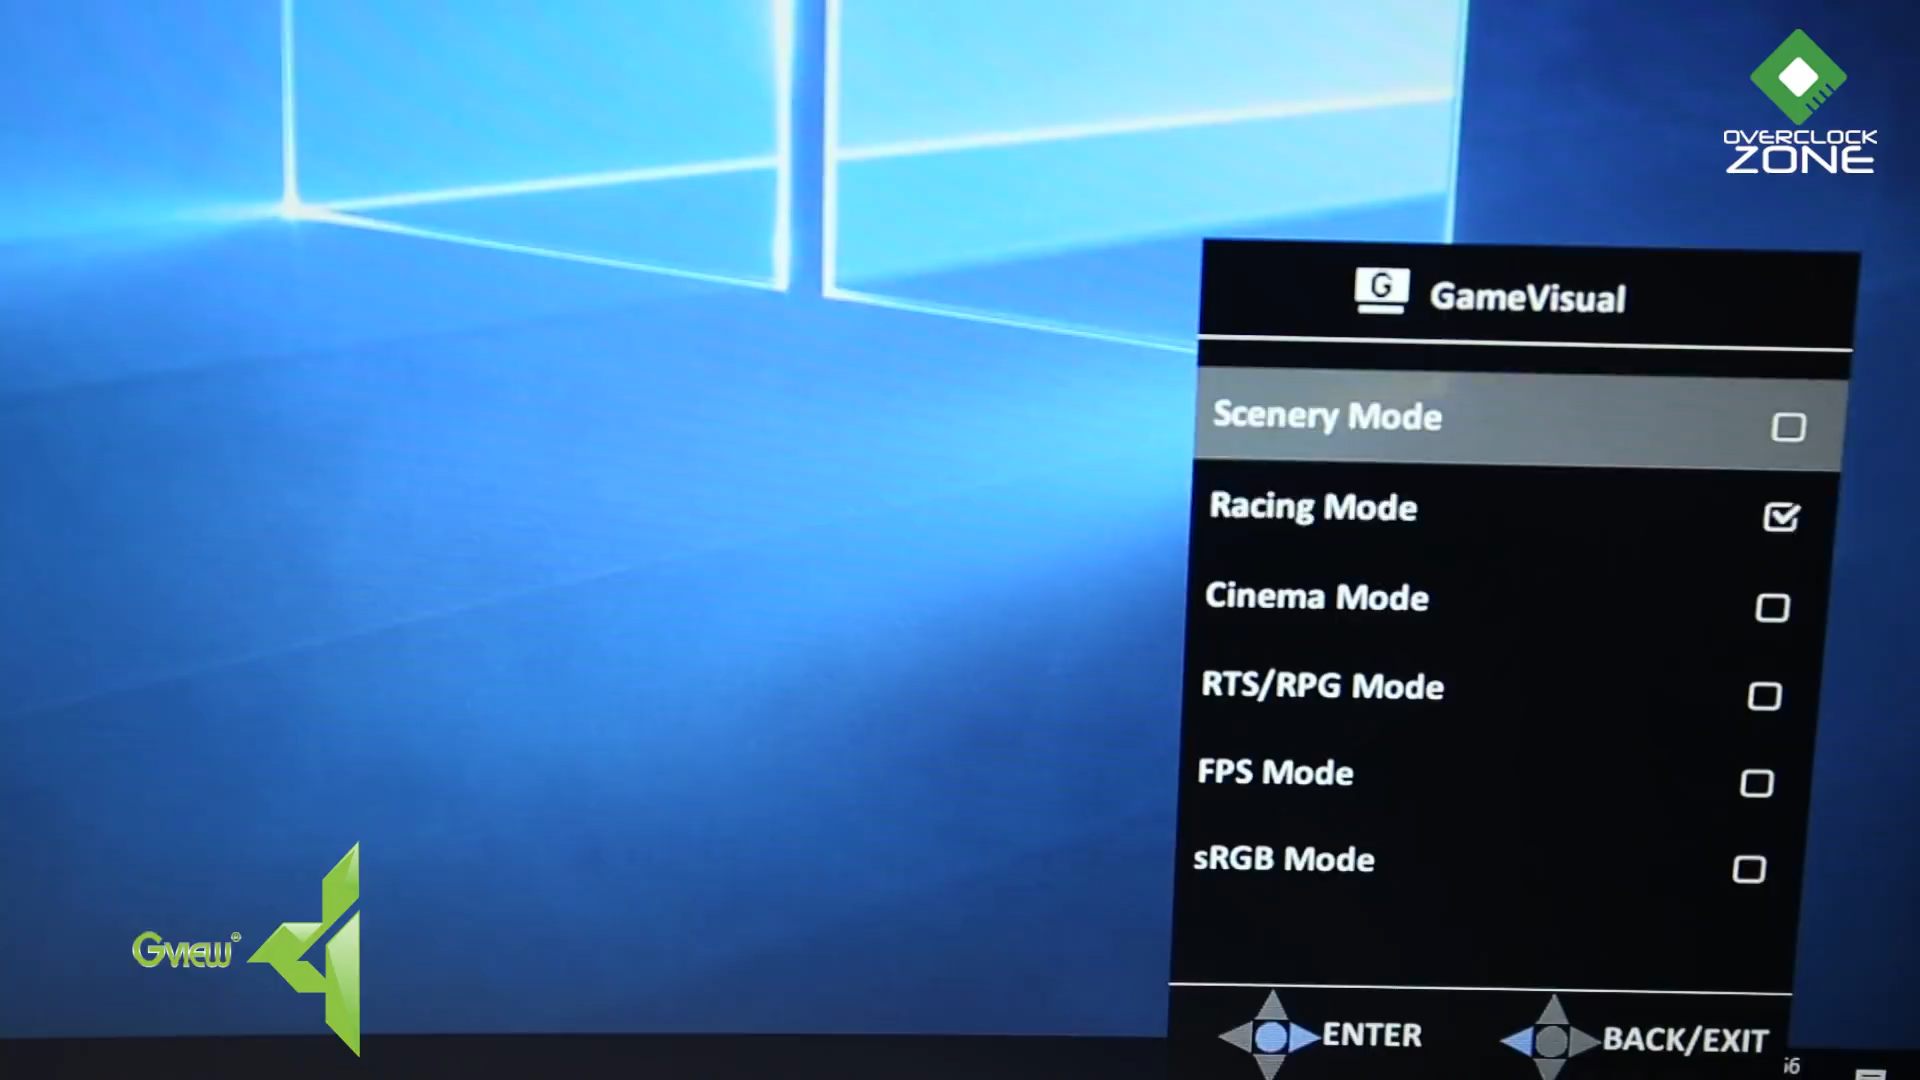 OVERCLOCK
ZONE
G GameVisual
Scenery Mode
Racing Mode
Cinema Mode
RTS/RPG Mode
FPS Mode
sRGB Mode
GVIEW®
ENTER
BACK/EXIT